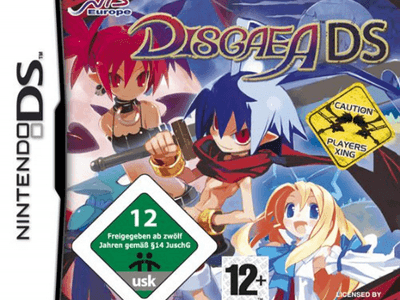 NIS
Europe
DISGAEA DS
NINTENDO DS
TM
CAUTION
PLAYERS
XING
12
Freigegeben ab zwölf
Jahren gemäß §14 JuschG
usk
12+
LICENSED BY